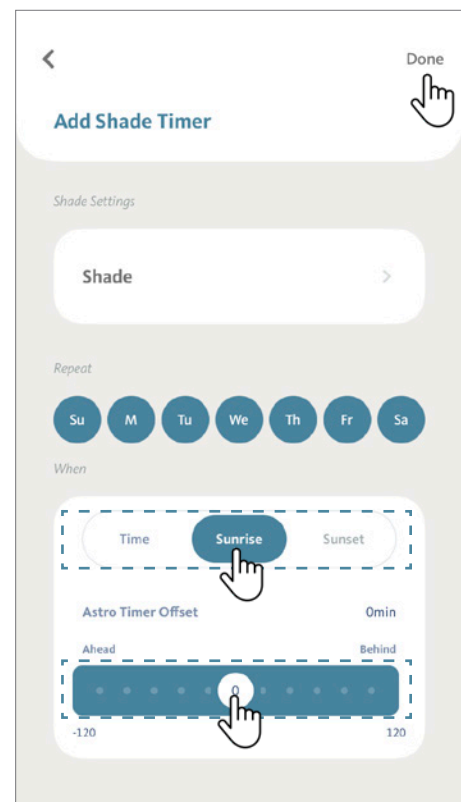 Done
Add Shade Timer
Shade Settings
Shade
Repeat
Su M Tu We Th Fr Sa
When
Time Sunrise Sunset
Astro Timer Offset 0min
Ahead Behind
0
-120 120